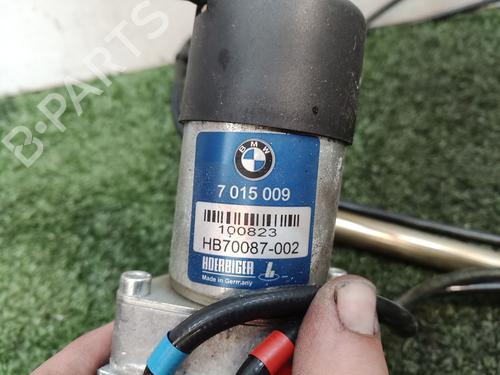 B-PARTS
BMW
7 015 009
100823
HB70087-002
HOERBIGER
Made in Germany